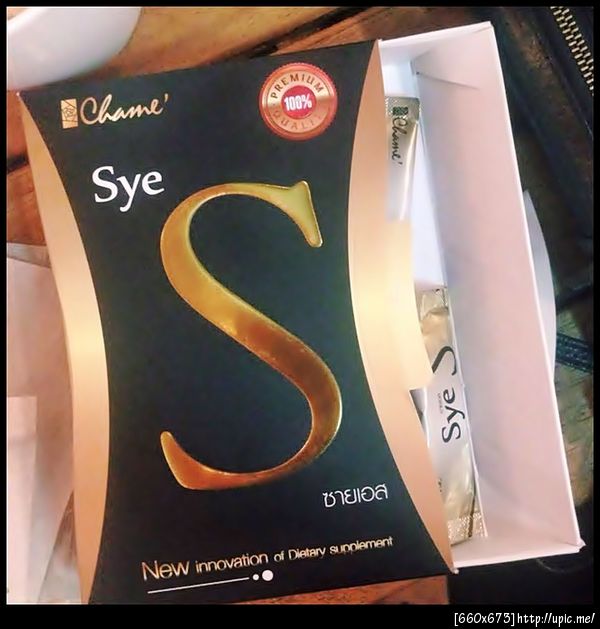 Chame'
PREMIUM
100%
QUALITY
Sye
S
ซายเอส
New innovation of Dietary supplement
Chame'
Sye S
[660x673]http://upic.me/